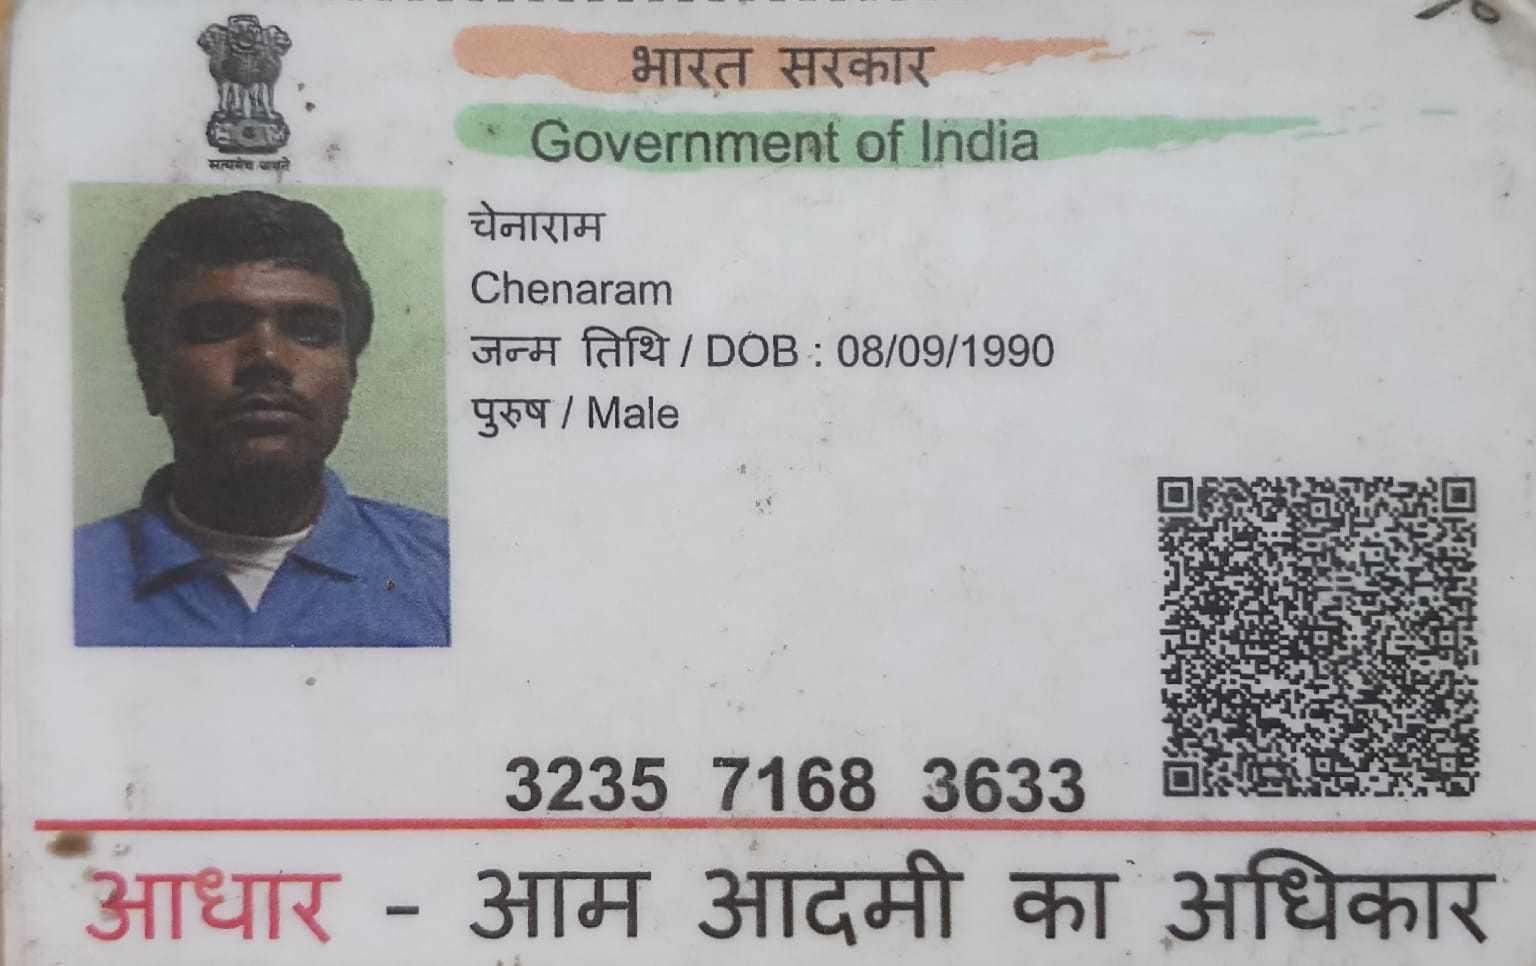 भारत सरकार
Government of India
सत्यमेव जयते
चेनाराम
Chenaram
जन्म तिथि / DOB : 08/09/1990
पुरुष / Male
3235 7168 3633
आधार - आम आदमी का अधिकार